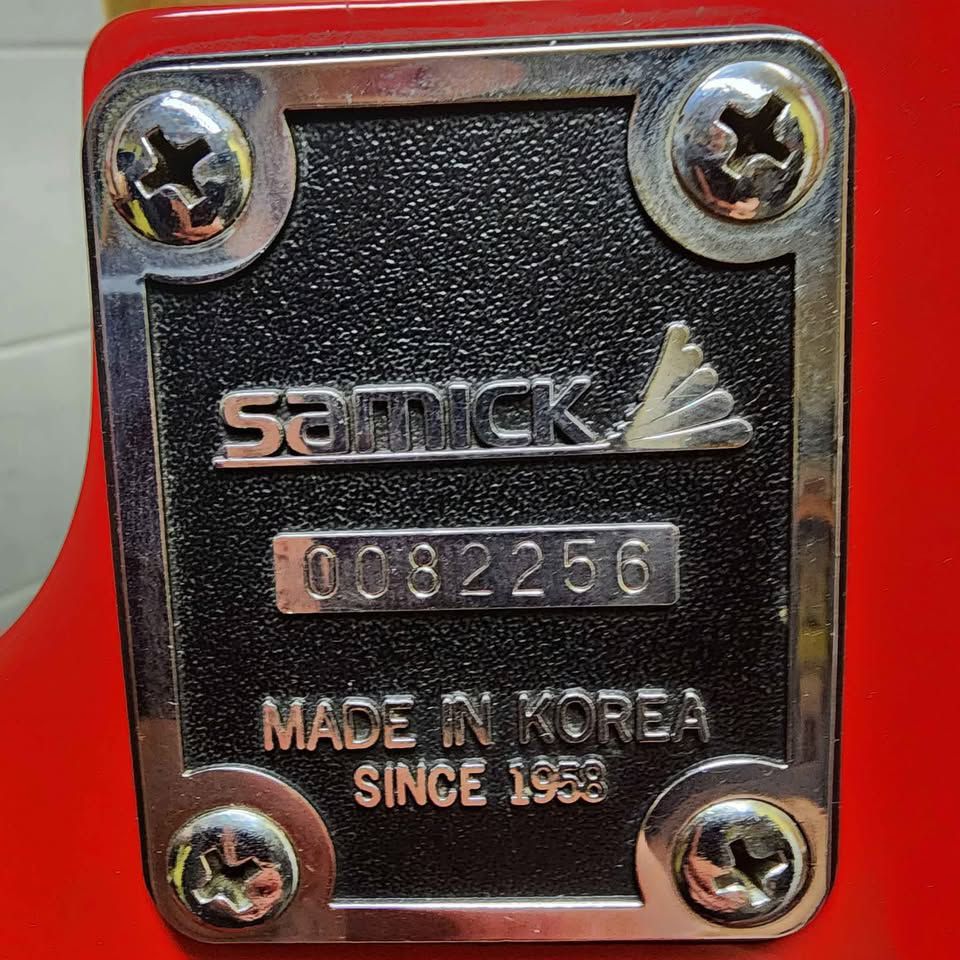 Samick
0082256
MADE IN KOREA
SINCE 1958